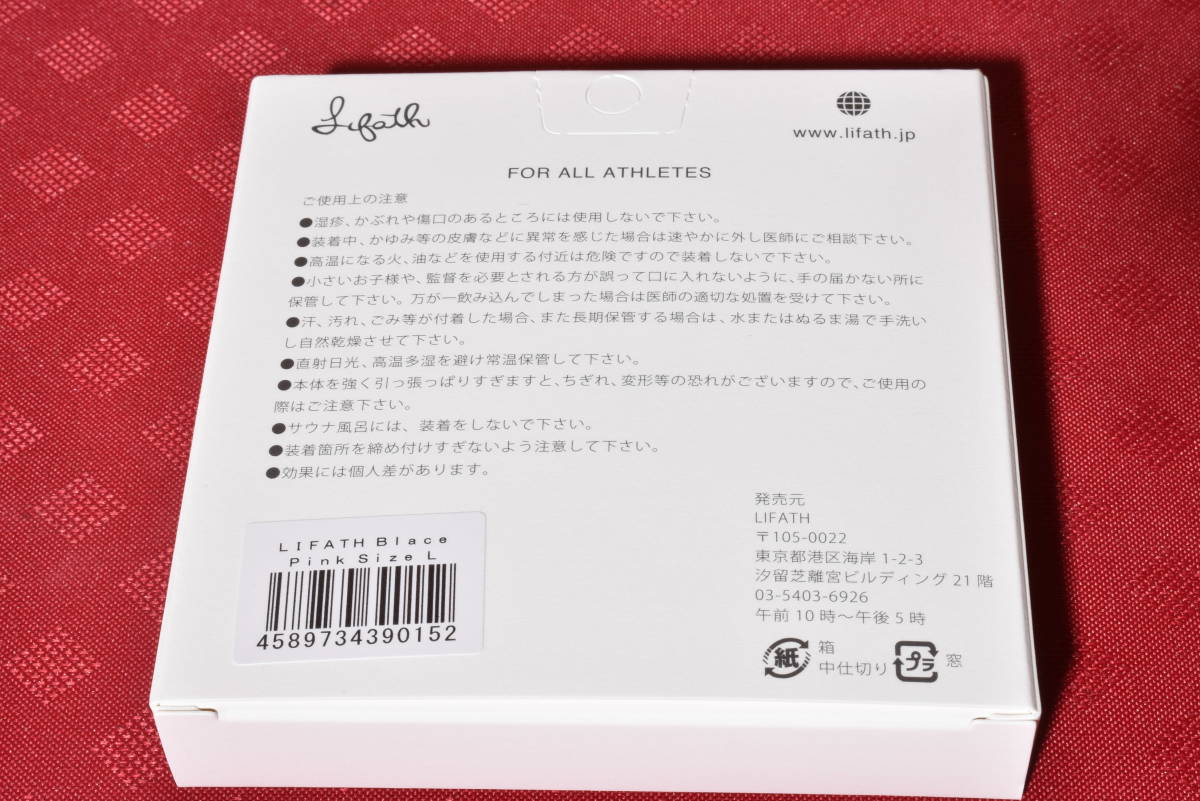 Lifath
www.lifath.jp
FOR ALL ATHLETES
ご使用上の注意
●湿疹、かぶれや傷口のあるところには使用しないで下さい。
●装着中、かゆみ等の皮膚などに異常を感じた場合は速やかに外し医師にご相談下さい。
●高温になる火、油などを使用する付近は危険ですので装着しないで下さい。
●小さいお子様や、監督を必要とされる方が誤って口に入れないように、手の届かない所に
保管して下さい。万が一飲み込んでしまった場合は医師の適切な処置を受けて下さい。
●汗、汚れ、ごみ等が付着した場合、また長期保管する場合は、水またはぬるま湯で手洗い
し自然乾燥させて下さい。
●直射日光、高温多湿を避け常温保管して下さい。
●本体を強く引っ張っぱりすぎますと、ちぎれ、変形等の恐れがございますので、ご使用の
際はご注意下さい。
●サウナ風呂には、装着をしないで下さい。
●装着箇所を締め付けすぎないよう注意して下さい。
●効果には個人差があります。
LIFATH Blace
Pink Size L
4589734390152
発売元
LIFATH
〒105-0022
東京都港区海岸 1-2-3
汐留芝離宮ビルディング 21 階
03-5403-6926
午前 10 時～午後 5 時
紙 箱
中仕切り プラ 窓